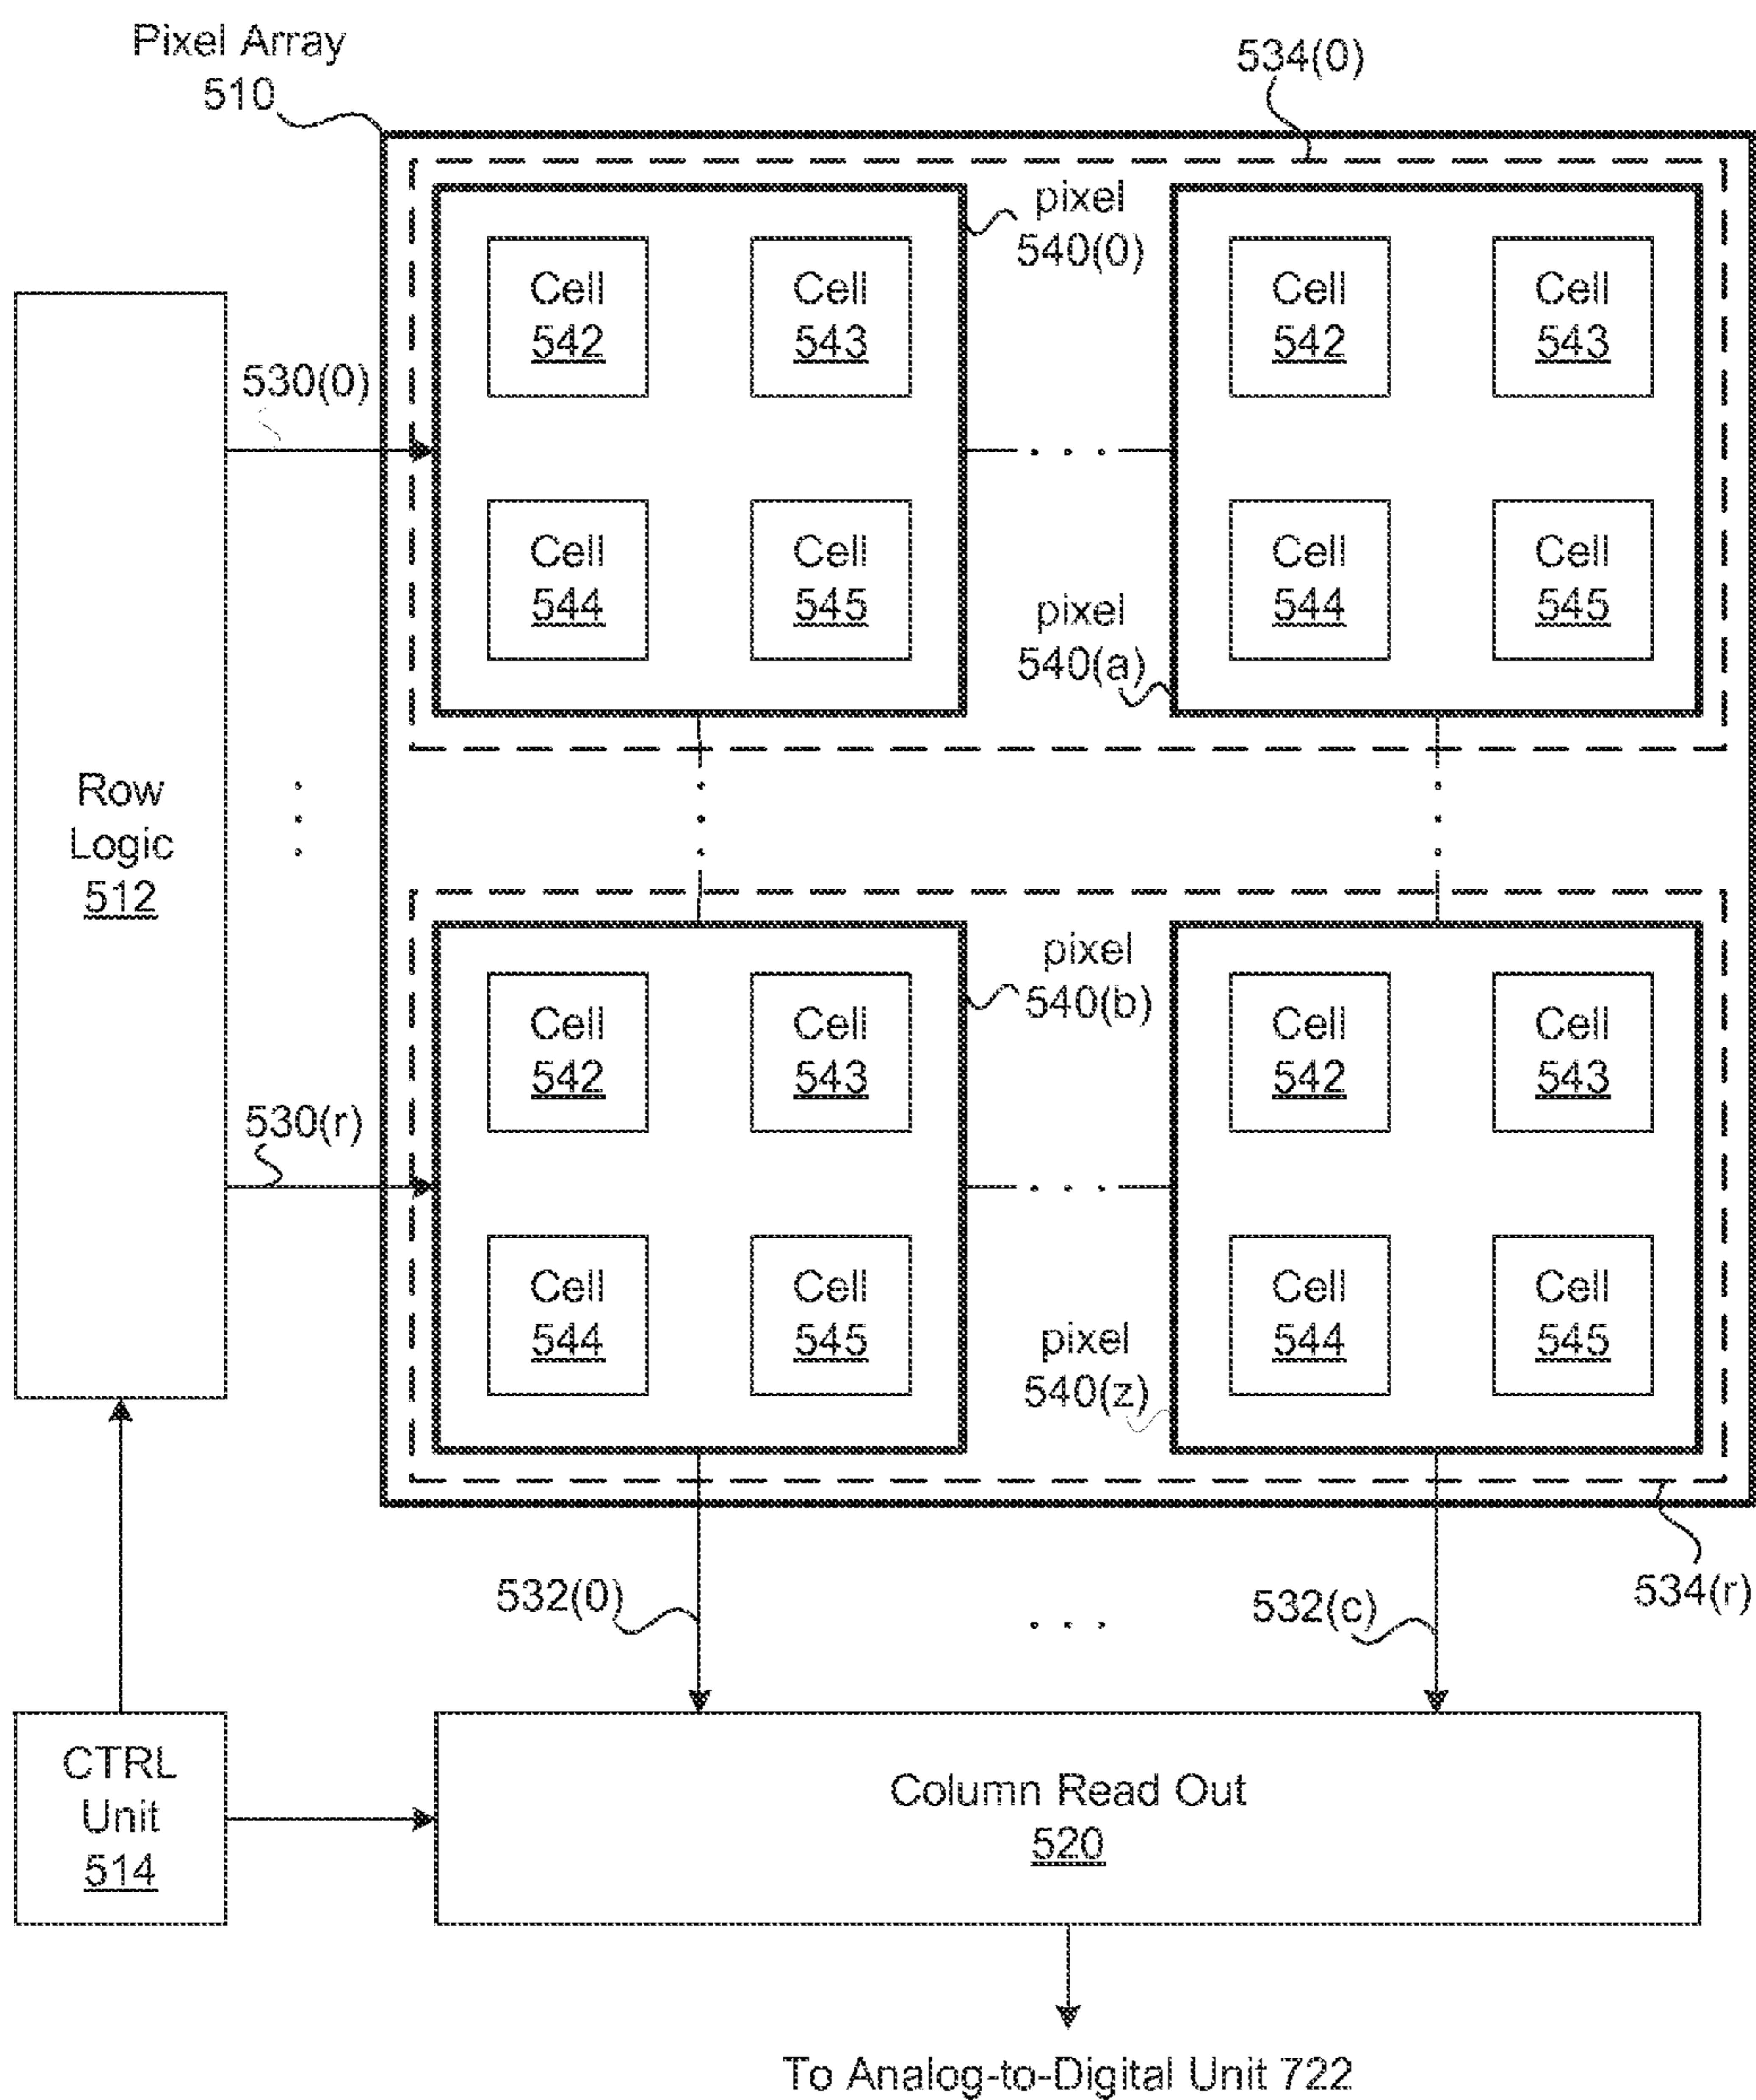 Pixel Array
510
534(0)
pixel
540(0)
Cell
542
Cell
543
Cell
542
Cell
543
530(0)
Cell
544
Cell
545
pixel
540(a)
Cell
544
Cell
545
Row
Logic
512
pixel
540(b)
Cell
542
Cell
543
Cell
542
Cell
543
530(r)
Cell
544
Cell
545
pixel
540(z)
Cell
544
Cell
545
532(0)
532(c)
534(r)
CTRL
Unit
514
Column Read Out
520
To Analog-to-Digital Unit 722